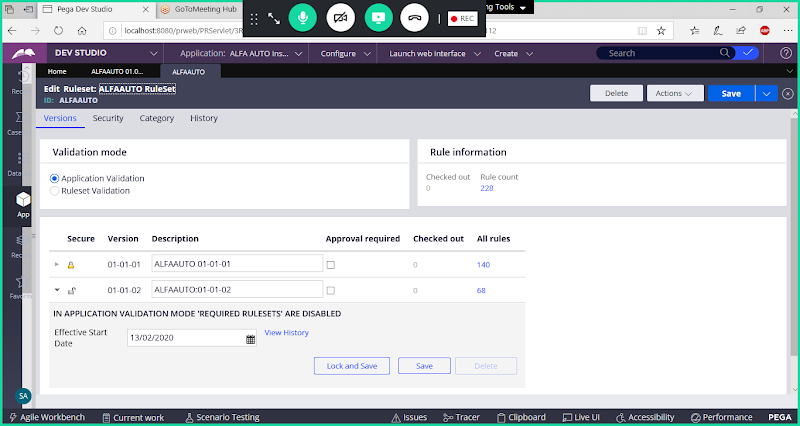 Pega Dev Studio
GoToMeeting Hub
REC
ng Tools
localhost:8080/prweb/PRServlet/3R
112
ABP
DEV STUDIO
Application: ALFA AUTO Ins...
Configure
Launch web interface
Create
Search
Home
ALFAAUTO 01.0...
ALFAAUTO
Edit Ruleset: ALFAAUTO RuleSet
ID: ALFAAUTO
Delete
Actions
Save
Versions
Security
Category
History
Validation mode
Application Validation
Ruleset Validation
Rule information
Checked out
Rule count
0
228
Secure
Version
Description
Approval required
Checked out
All rules
01-01-01
ALFAAUTO 01-01-01
0
140
01-01-02
ALFAAUTO:01-01-02
0
68
IN APPLICATION VALIDATION MODE 'REQUIRED RULESETS' ARE DISABLED
Effective Start
Date
13/02/2020
View History
Lock and Save
Save
Delete
Case
Data
App
Rec
Favo
SA
Agile Workbench
Current work
Scenario Testing
Issues
Tracer
Clipboard
Live UI
Accessibility
Performance
PEGA